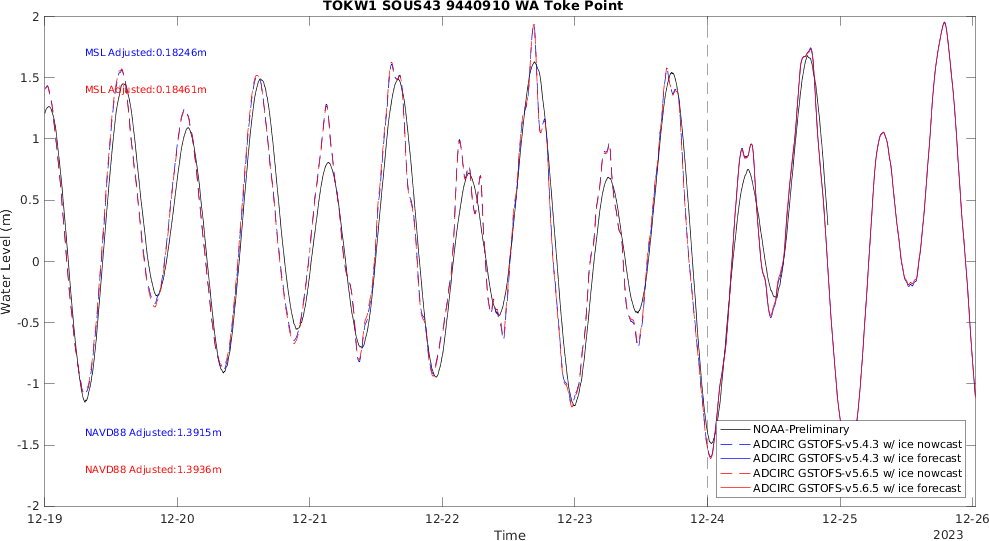 TOKW1 SOUS43 9440910 WA Toke Point
MSL Adjusted:0.18246m
MSL Adjusted:0.18461m
NAVD88 Adjusted:1.3915m
NAVD88 Adjusted:1.3936m
Water Level (m)
2
1.5
1
0.5
0
-0.5
-1
-1.5
-2
NOAA-Preliminary
ADCIRC GSTOFS-v5.4.3 w/ ice nowcast
ADCIRC GSTOFS-v5.4.3 w/ ice forecast
ADCIRC GSTOFS-v5.6.5 w/ ice nowcast
ADCIRC GSTOFS-v5.6.5 w/ ice forecast
12-19 12-20 12-21 12-22 12-23 12-24 12-25 12-26
Time
2023